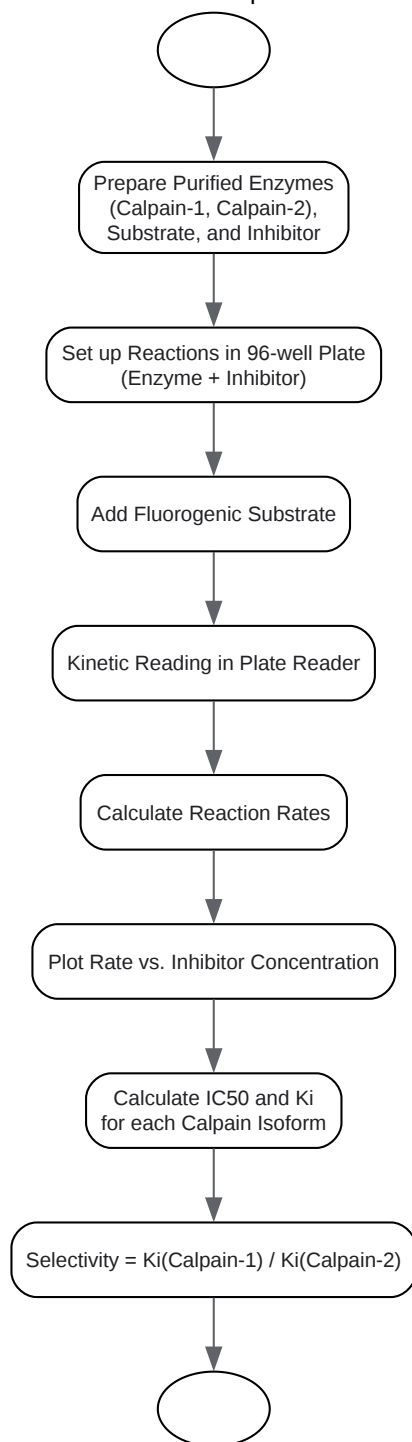 Prepare Purified Enzymes
(Calpain-1, Calpain-2),
Substrate, and Inhibitor
Set up Reactions in 96-well Plate
(Enzyme + Inhibitor)
Add Fluorogenic Substrate
Kinetic Reading in Plate Reader
Calculate Reaction Rates
Plot Rate vs. Inhibitor Concentration
Calculate IC50 and Ki
for each Calpain Isoform
Selectivity = Ki(Calpain-1) / Ki(Calpain-2)